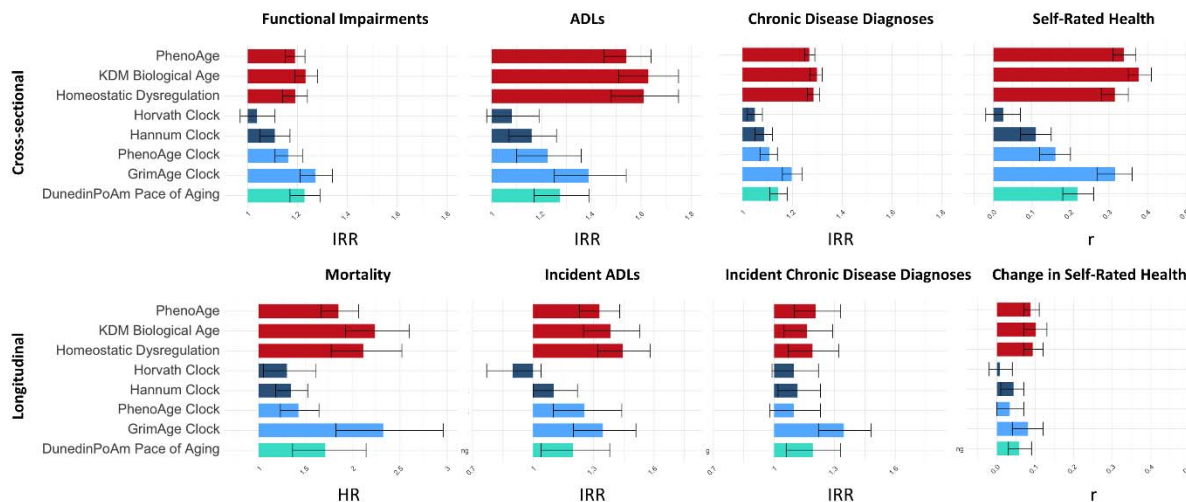 Functional Impairments ADLs Chronic Disease Diagnoses Self-Rated Health
Cross-sectional
PhenoAge
KDM Biological Age
Homeostatic Dysregulation
Horvath Clock
Hannum Clock
PhenoAge Clock
GrimAge Clock
DunedinPoAm Pace of Aging
1 1.2 1.4 1.6 1.8 1 1.2 1.4 1.6 1.8 1 1.2 1.4 1.6 1.8 0.0 0.1 0.2 0.3 0.4 0.5
IRR IRR IRR r
Mortality Incident ADLs Incident Chronic Disease Diagnoses Change in Self-Rated Health
Longitudinal
PhenoAge
KDM Biological Age
Homeostatic Dysregulation
Horvath Clock
Hannum Clock
PhenoAge Clock
GrimAge Clock
DunedinPoAm Pace of Aging
1 1.5 2 2.5 3 0.7 1 1.3 1.6 0.7 1 1.3 1.6 0.0 0.1 0.2 0.3 0.4
HR IRR IRR r